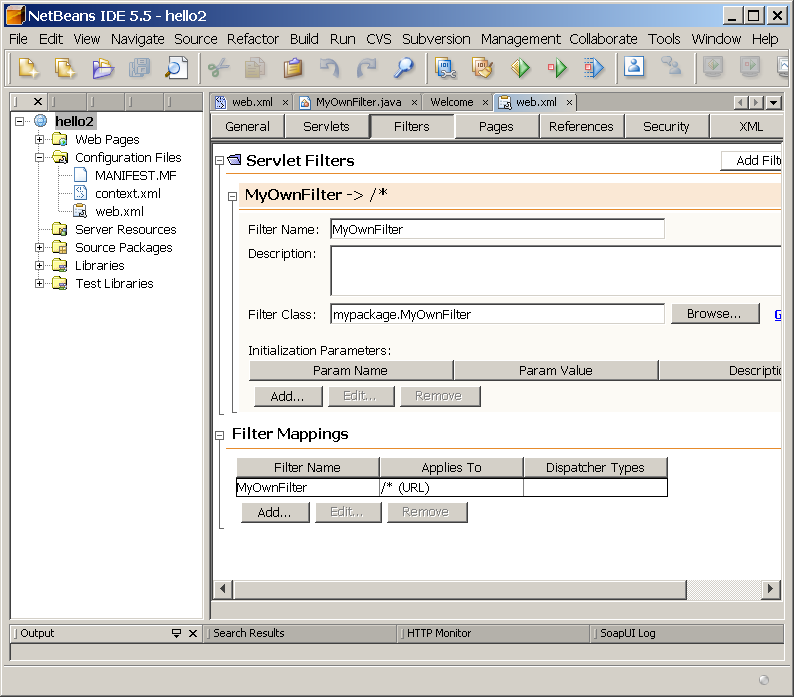 NetBeans IDE 5.5 - hello2
File Edit View Navigate Source Refactor Build Run CVS Subversion Management Collaborate Tools Window Help
web.xml MyOwnFilter.java Welcome web.xml
General Servlets Filters Pages References Security XML
hello2
Web Pages
Configuration Files
MANIFEST.MF
context.xml
web.xml
Server Resources
Source Packages
Libraries
Test Libraries
Servlet Filters
Add Filt
MyOwnFilter -> /*
Filter Name: MyOwnFilter
Description:
Filter Class: mypackage.MyOwnFilter Browse... G
Initialization Parameters:
Param Name Param Value Descriptio
Add... Edit... Remove
Filter Mappings
Filter Name Applies To Dispatcher Types
MyOwnFilter /* (URL)
Add... Edit... Remove
Output Search Results HTTP Monitor SoapUI Log